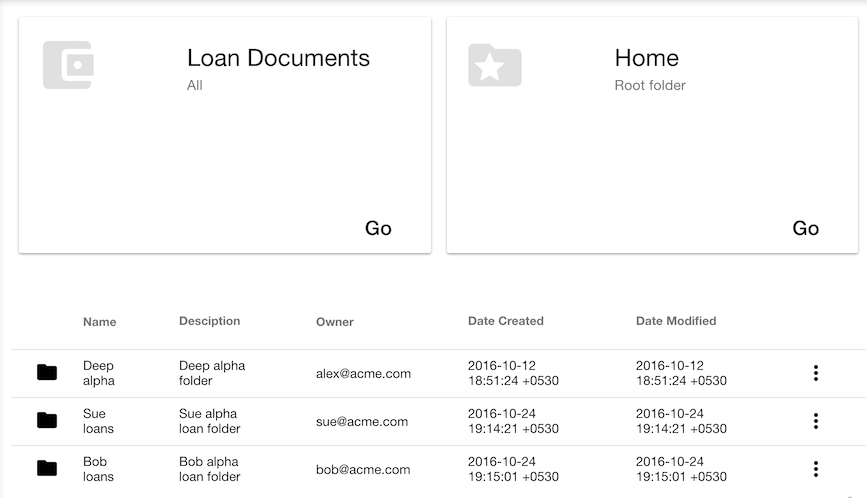 Loan Documents
All
Go
Home
Root folder
Go
Name Desciption Owner Date Created Date Modified
Deep alpha Deep alpha folder alex@acme.com 2016-10-12 18:51:24 +0530 2016-10-12 18:51:24 +0530
Sue loans Sue alpha loan folder sue@acme.com 2016-10-24 19:14:21 +0530 2016-10-24 19:14:21 +0530
Bob loans Bob alpha loan folder bob@acme.com 2016-10-24 19:15:01 +0530 2016-10-24 19:15:01 +0530